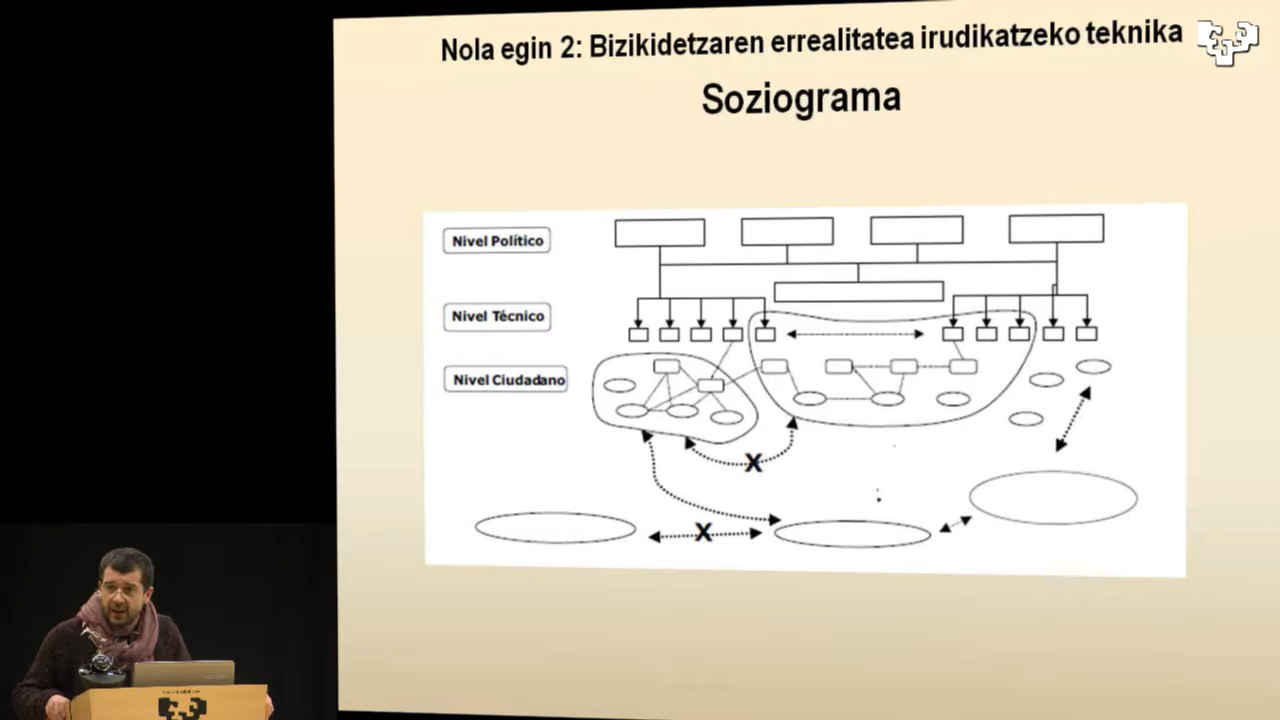 Nola egin 2: Bizikidetzaren errealitatea irudikatzeko teknika
Soziograma
Nivel Político
Nivel Técnico
Nivel Ciudadano
X
X